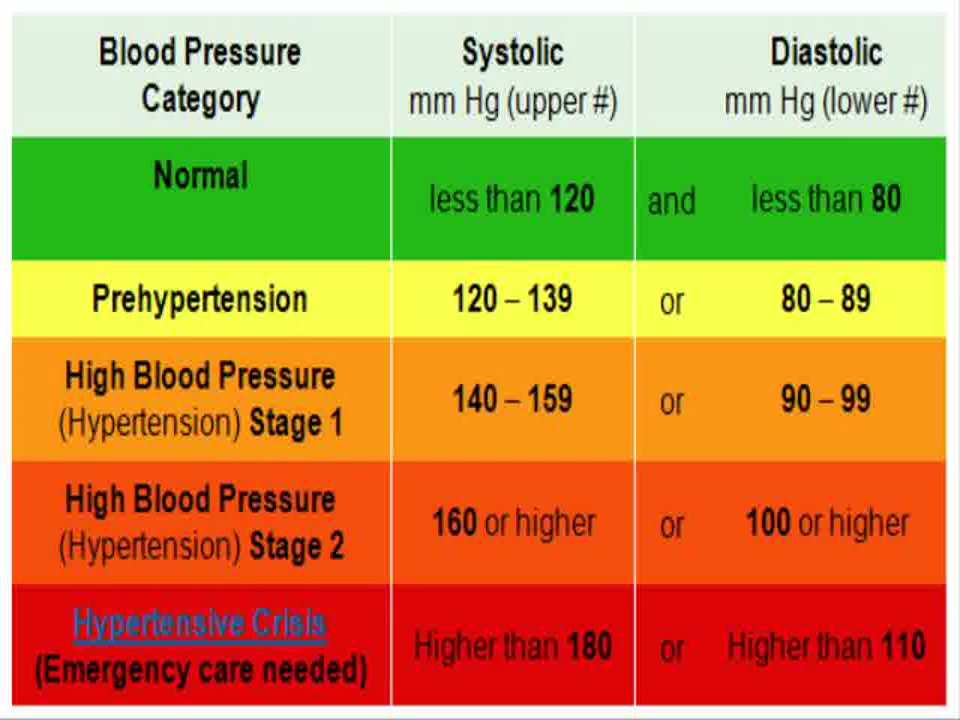 Blood Pressure Category
Systolic
mm Hg (upper #)
Diastolic
mm Hg (lower #)
Normal
less than 120 and less than 80
Prehypertension
120 – 139 or 80 – 89
High Blood Pressure
(Hypertension) Stage 1
140 – 159 or 90 – 99
High Blood Pressure
(Hypertension) Stage 2
160 or higher or 100 or higher
Hypertensive Crisis
(Emergency care needed)
Higher than 180 or Higher than 110